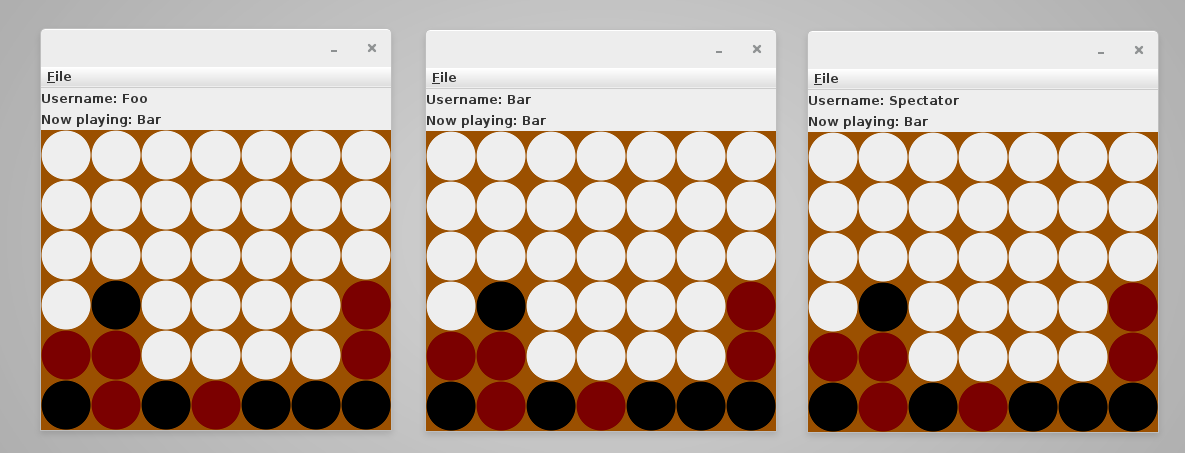 File
Username: Foo
Now playing: Bar
File
Username: Bar
Now playing: Bar
File
Username: Spectator
Now playing: Bar